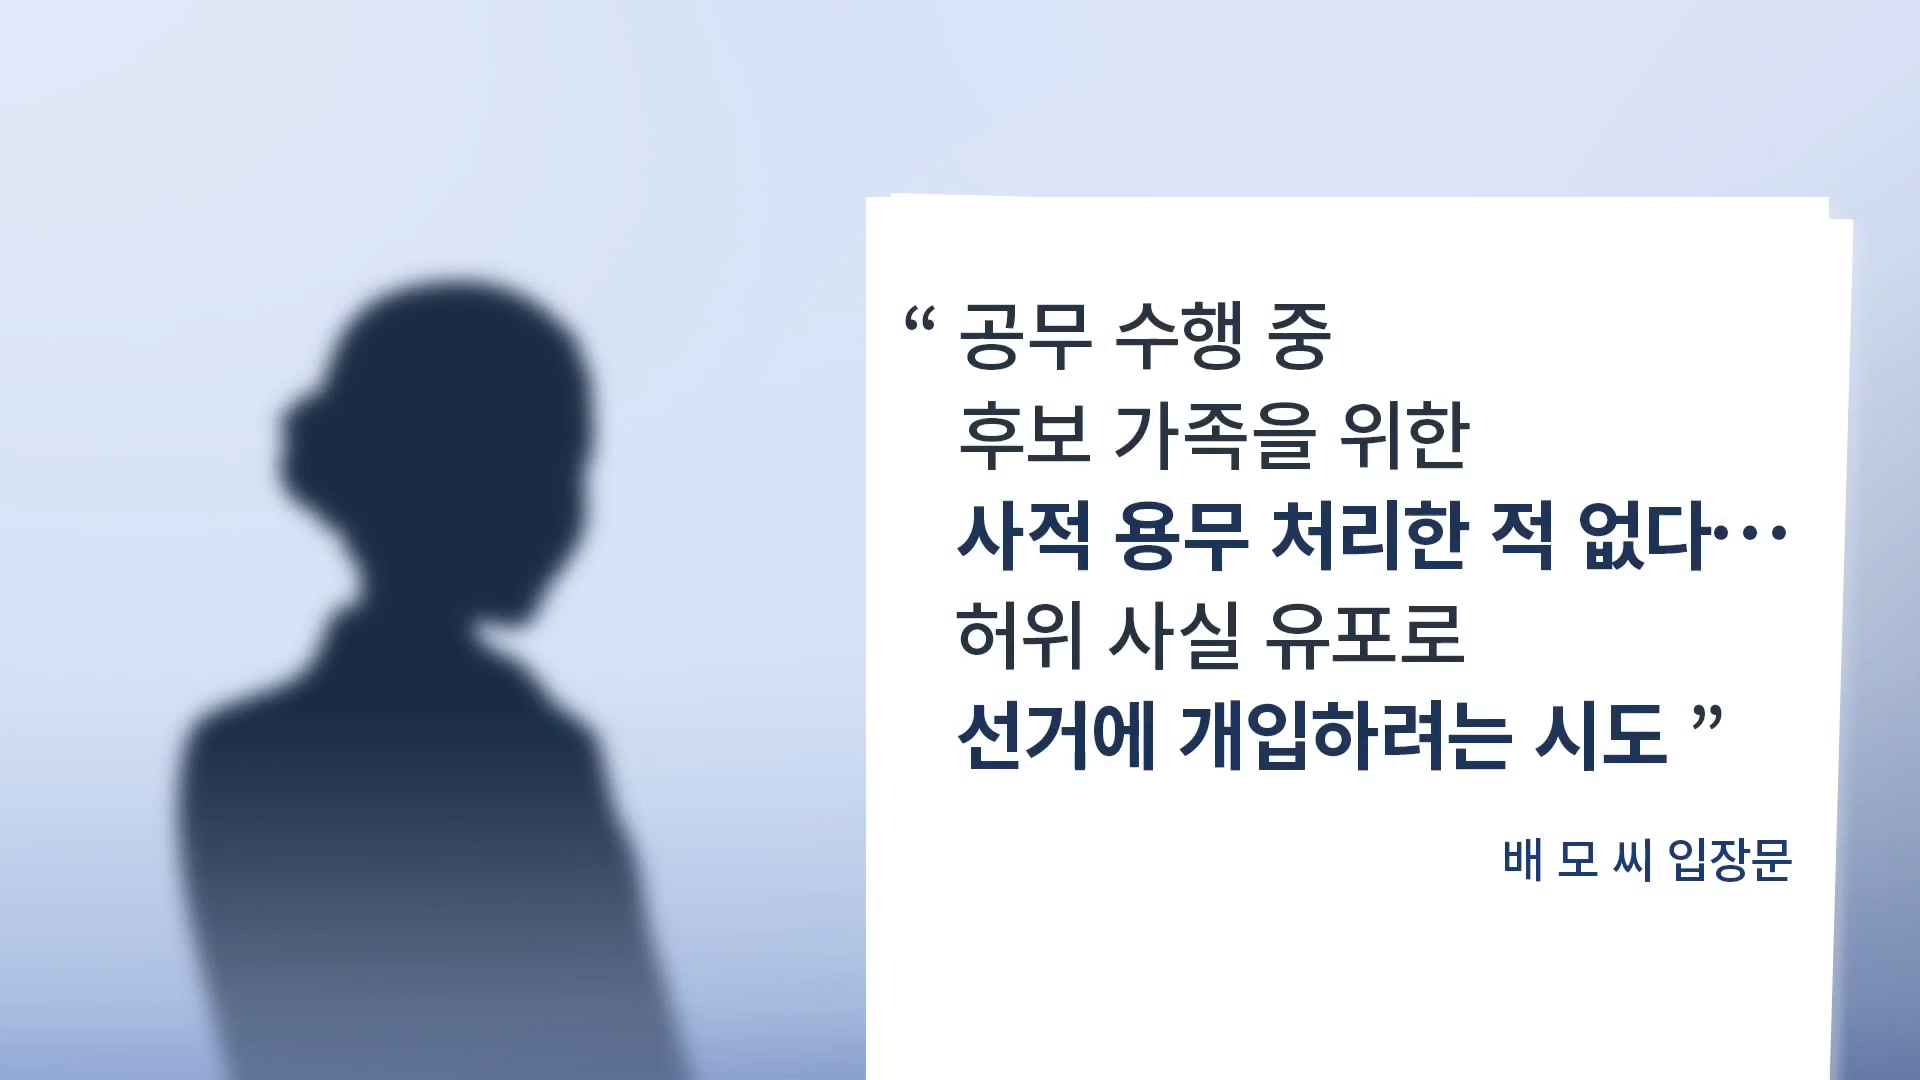 “ 공무 수행 중
후보 가족을 위한
사적 용무 처리한 적 없다···
허위 사실 유포로
선거에 개입하려는 시도 ”
배 모 씨 입장문